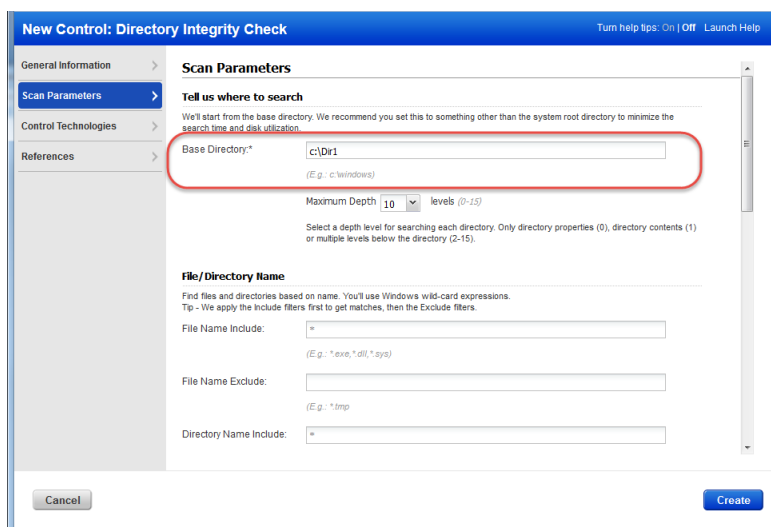 New Control: Directory Integrity Check
Turn help tips: On | Off Launch Help
General Information
Scan Parameters
Control Technologies
References
Scan Parameters
Tell us where to search
We'll start from the base directory. We recommend you set this to something other than the system root directory to minimize the
search time and disk utilization.
Base Directory:*
c:\Dir1
(E.g.: c:\windows)
Maximum Depth 10 levels (0-15)
Select a depth level for searching each directory. Only directory properties (0), directory contents (1)
or multiple levels below the directory (2-15).
File/Directory Name
Find files and directories based on name. You'll use Windows wild-card expressions.
Tip - We apply the Include filters first to get matches, then the Exclude filters.
File Name Include:
*
(E.g.: *.exe,*.dll,*.sys)
File Name Exclude:
(E.g.: *.tmp
Directory Name Include:
*
Cancel
Create